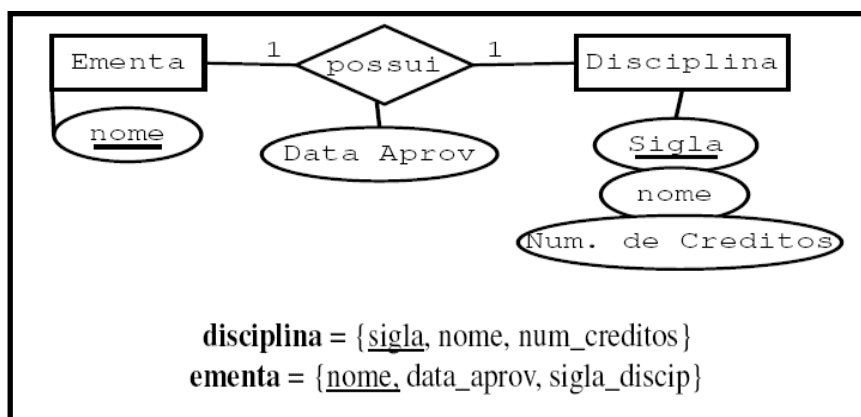 Ementa 1 possui 1 Disciplina
nome
Data Aprov
Sigla
nome
Num. de Creditos
disciplina = {sigla, nome, num_creditos}
ementa = {nome, data_aprov, sigla_discip}